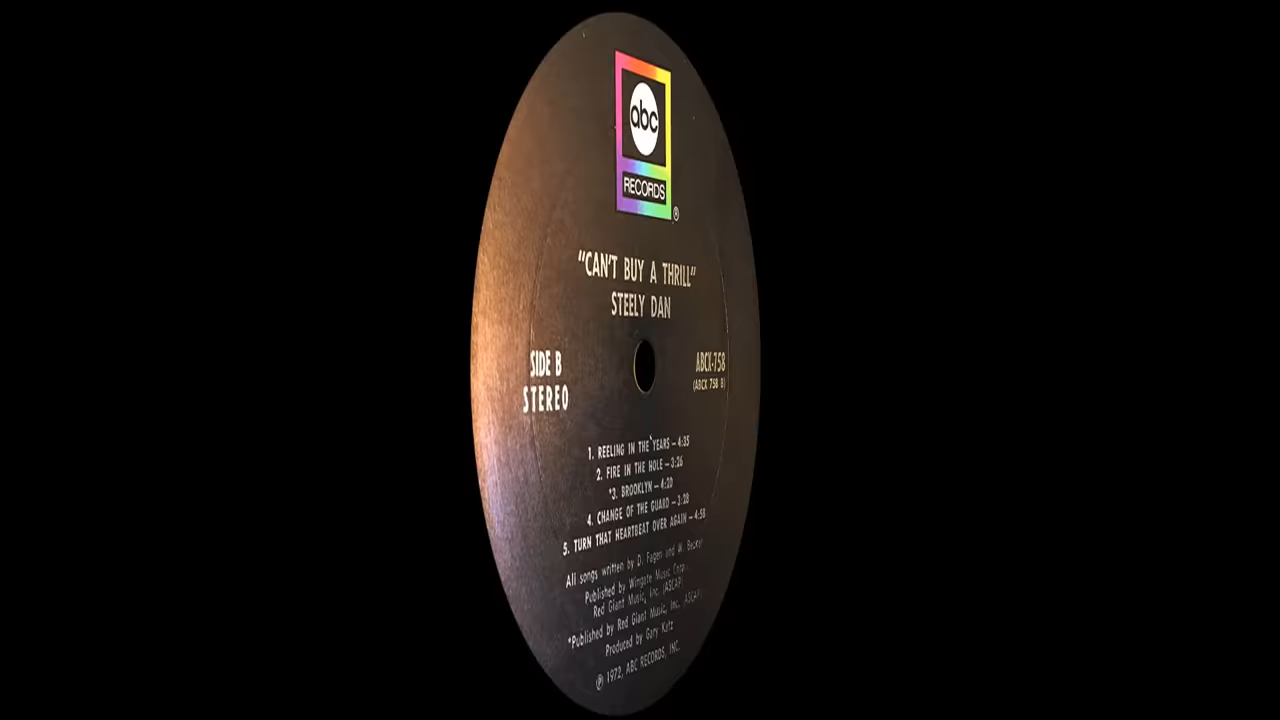 abc
RECORDS
®
"CAN'T BUY A THRILL"
STEELY DAN
SIDE B
STEREO
ABCX-758
(ABCX 758 B)
1. REELING IN THE YEARS – 4:35
2. FIRE IN THE HOLE – 3:26
*3. BROOKLYN – 4:20
4. CHANGE OF THE GUARD – 3:28
5. TURN THAT HEARTBEAT OVER AGAIN – 4:58
All songs written by D. Fagen and W. Becker
Published by Wingate Music Corp.
Red Giant Music, Inc. (ASCAP)
*Published by Red Giant Music, Inc. (ASCAP)
Produced by Gary Katz
℗ 1972, ABC RECORDS, INC.